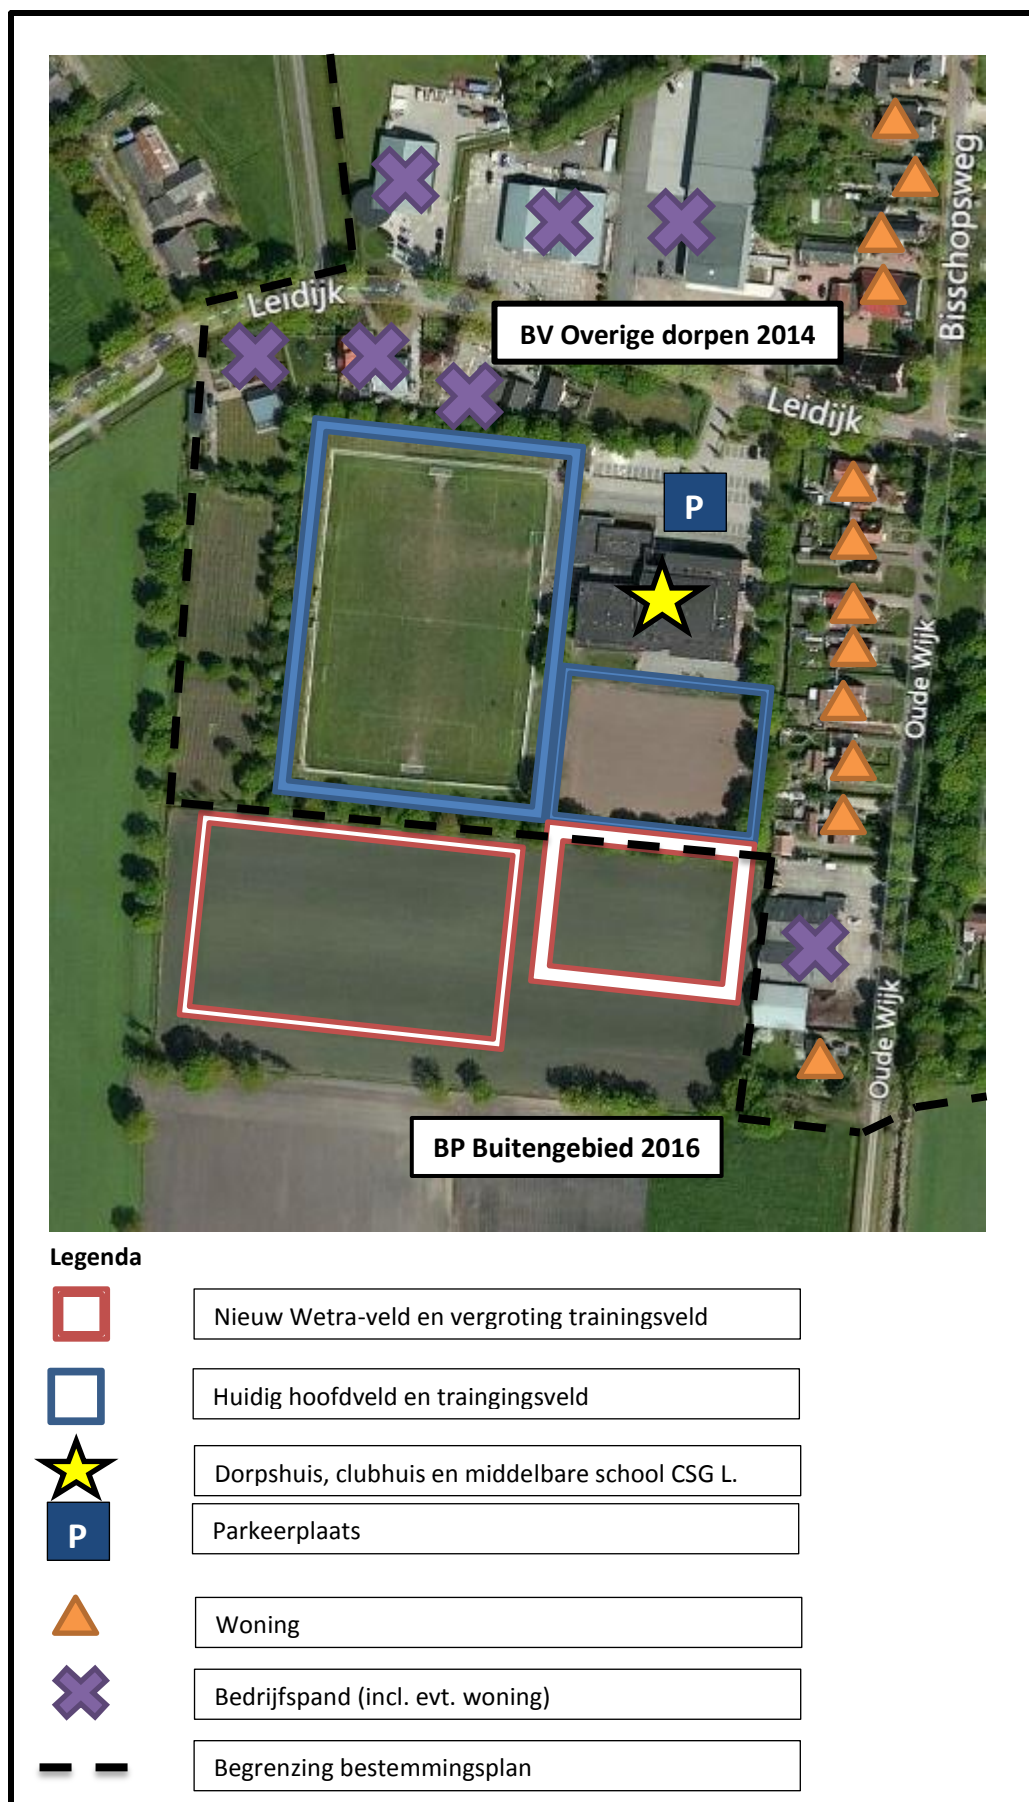 Bisschopsweg
Leidijk
BV Overige dorpen 2014
Leidijk
P
Oude Wijk
Oude Wijk
BP Buitengebied 2016
Legenda
Nieuw Wetra-veld en vergroting trainingsveld
Huidig hoofdveld en traingingsveld
Dorpshuis, clubhuis en middelbare school CSG L.
P
Parkeerplaats
Woning
Bedrijfspand (incl. evt. woning)
Begrenzing bestemmingsplan